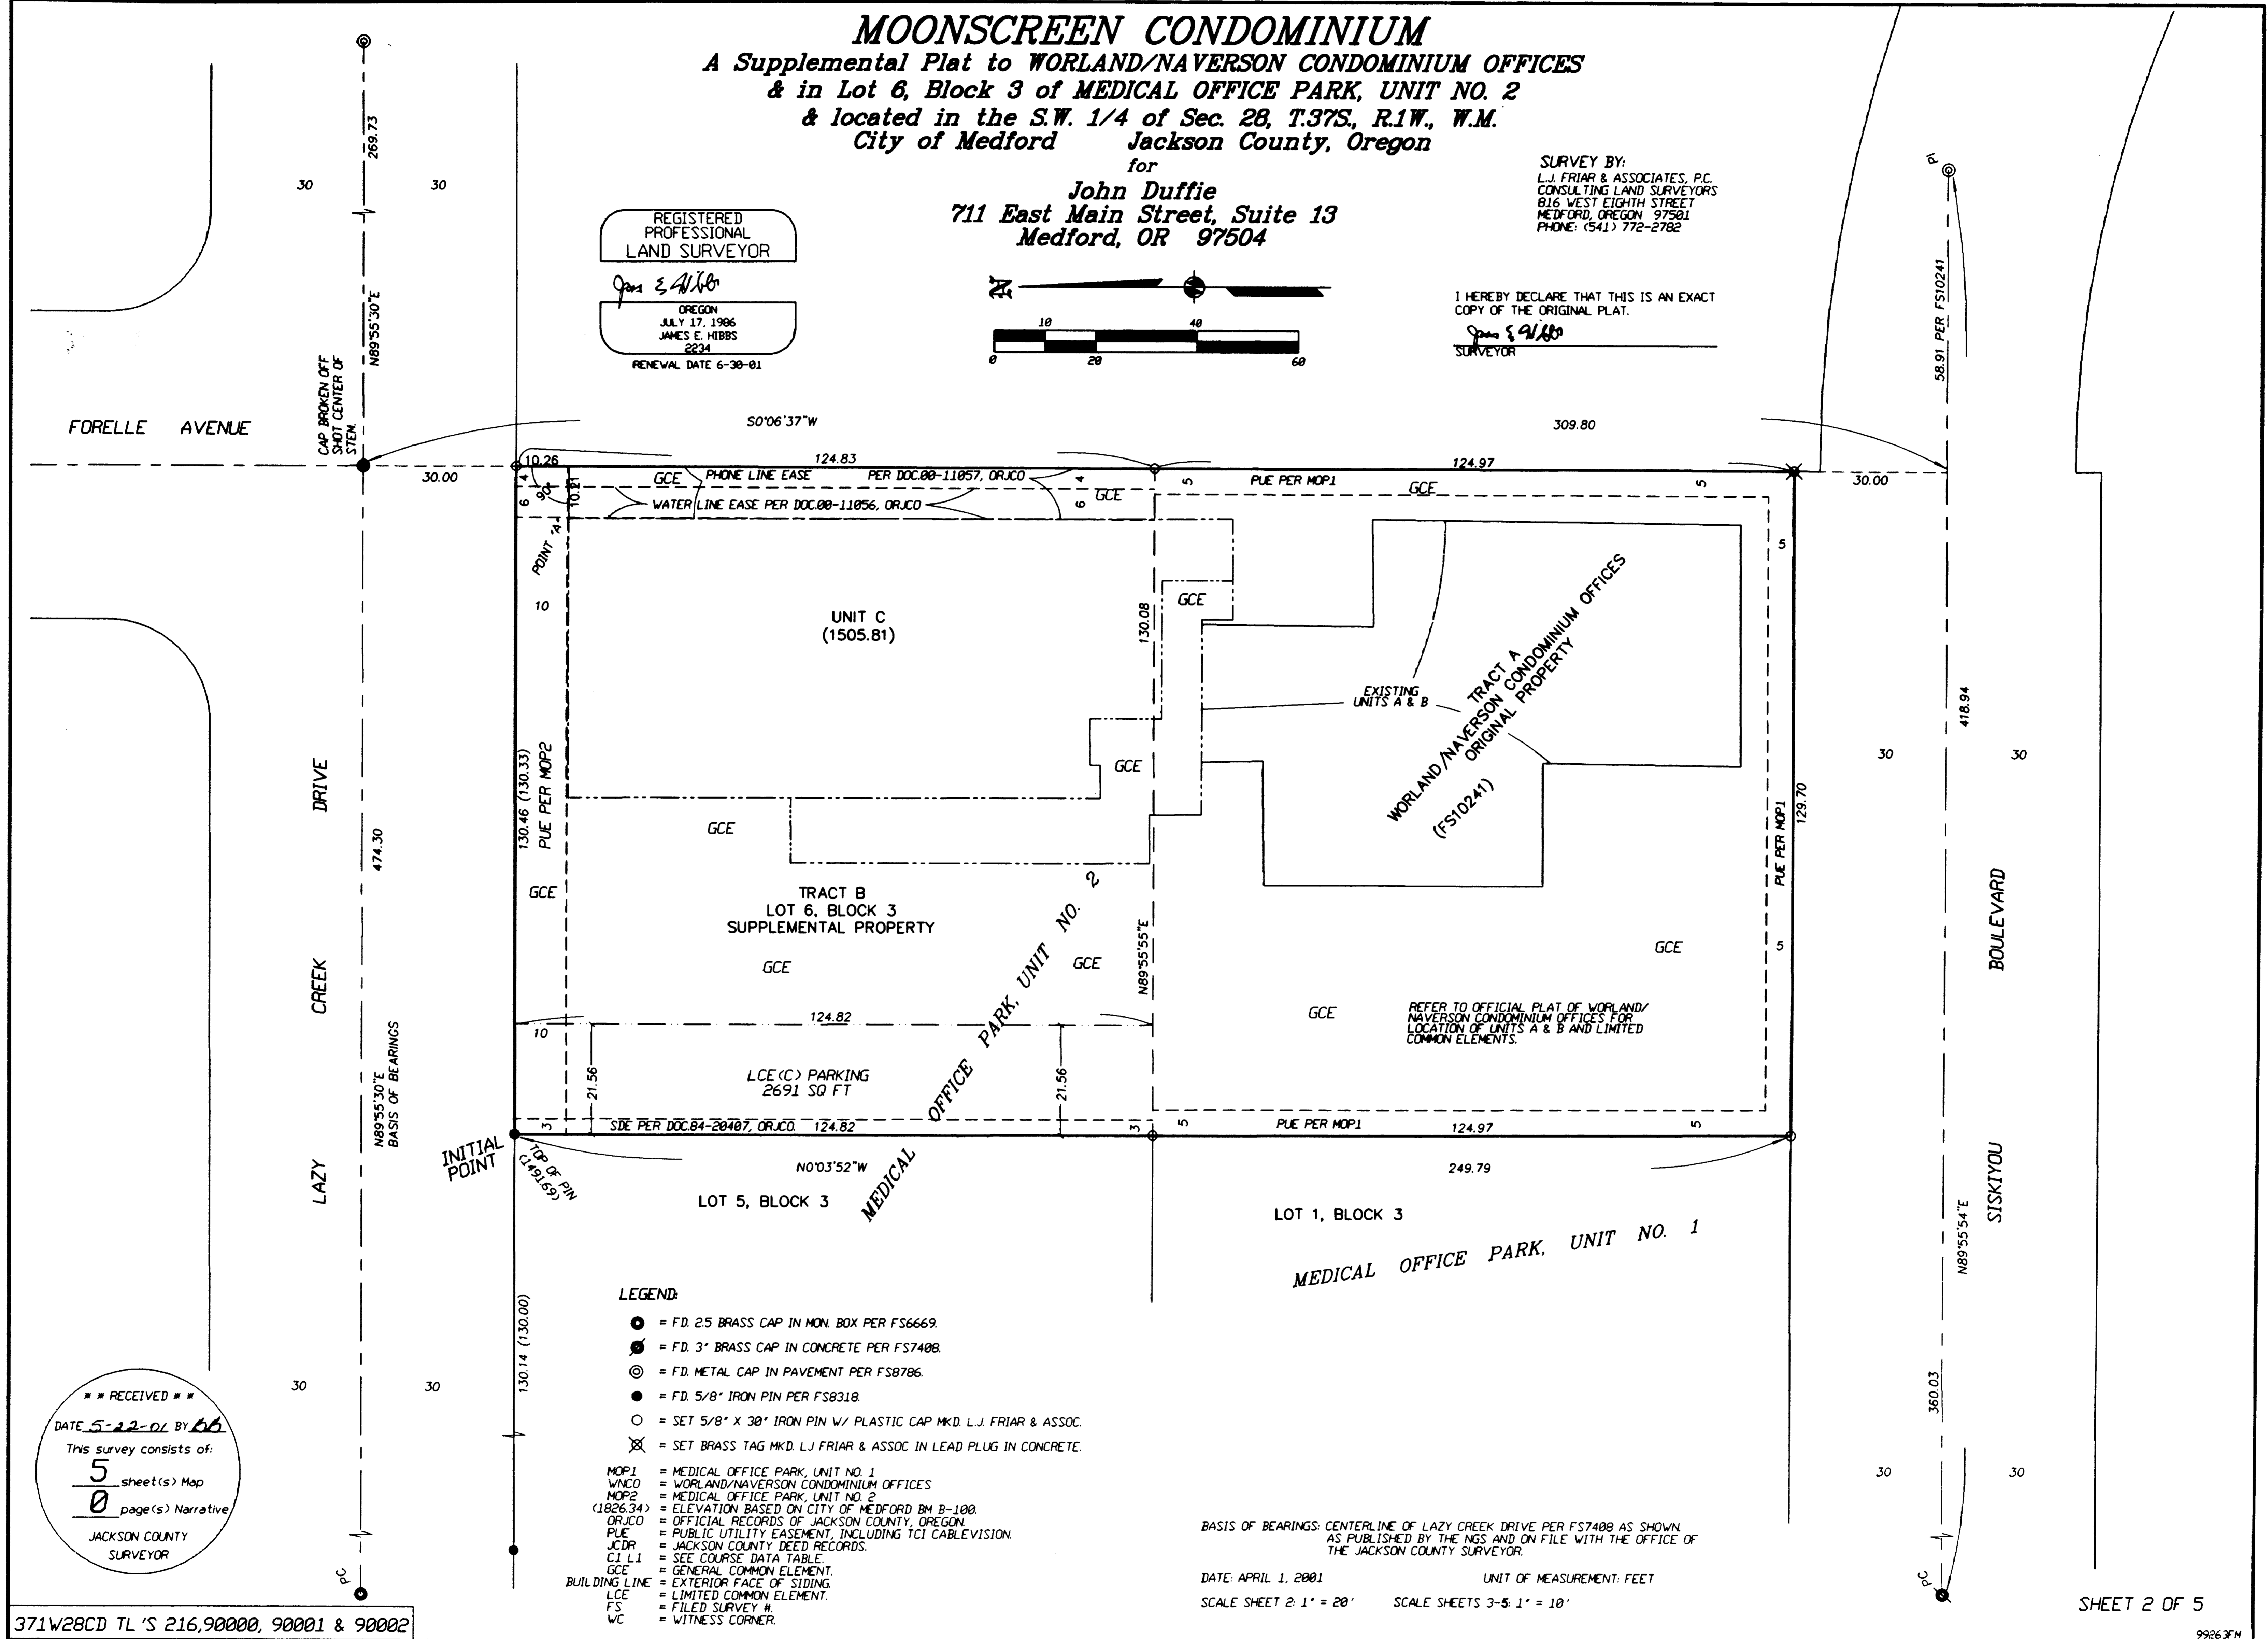 MOONSCREEN CONDOMINIUM
A Supplemental Plat to WORLAND/NAVERSON CONDOMINIUM OFFICES
& in Lot 6, Block 3 of MEDICAL OFFICE PARK, UNIT NO. 2
& located in the S.W. 1/4 of Sec. 28, T.37S., R.1W., W.M.
City of Medford Jackson County, Oregon
for
John Duffie
711 East Main Street, Suite 13
Medford, OR 97504
SURVEY BY:
L.J. FRIAR & ASSOCIATES, P.C.
CONSULTING LAND SURVEYORS
816 WEST EIGHTH STREET
MEDFORD, OREGON 97501
PHONE: (541) 772-2782
REGISTERED
PROFESSIONAL
LAND SURVEYOR
OREGON
JULY 17, 1986
JAMES E. HIBBS
2234
RENEWAL DATE 6-30-01
N
10 40
0 20 60
I HEREBY DECLARE THAT THIS IS AN EXACT
COPY OF THE ORIGINAL PLAT.
SURVEYOR
269.73
30 30
N89°55'30"E
CAP BROKEN OFF
SHOT CENTER OF
STEM.
PI
58.91 PER FS10241
FORELLE AVENUE
S0°06'37"W
309.80
30.00
10.26
124.83
124.97
30.00
4
6
90°
10.21
GCE
PHONE LINE EASE PER DOC.00-11057, ORJCO
WATER LINE EASE PER DOC.00-11056, ORJCO
4
6
GCE
5
PUE PER MOP1
GCE
5
5
POINT "A"
10
UNIT C
(1505.81)
130.08
GCE
EXISTING
UNITS A & B
TRACT A
WORLAND/NAVERSON CONDOMINIUM OFFICES
ORIGINAL PROPERTY
(FS10241)
418.94
30 30
DRIVE
474.30
130.46 (130.33)
PUE PER MOP2
GCE
GCE
GCE
PUE PER MOP1
129.70
TRACT B
LOT 6, BLOCK 3
SUPPLEMENTAL PROPERTY
GCE
GCE
N89°55'55"E
GCE
5
BOULEVARD
CREEK
N89°55'30"E
BASIS OF BEARINGS
124.82
10
21.56
LCE(C) PARKING
2691 SQ FT
21.56
MEDICAL OFFICE PARK, UNIT NO. 2
GCE
REFER TO OFFICIAL PLAT OF WORLAND/
NAVERSON CONDOMINIUM OFFICES FOR
LOCATION OF UNITS A & B AND LIMITED
COMMON ELEMENTS.
3
SDE PER DOC.84-20407, ORJCO. 124.82
3
5
PUE PER MOP1
124.97
5
INITIAL
POINT
TOP OF PIN
(1491.69)
N0°03'52"W
249.79
LAZY
LOT 5, BLOCK 3
LOT 1, BLOCK 3
MEDICAL OFFICE PARK, UNIT NO. 1
SISKIYOU
N89°55'54"E
130.14 (130.00)
30 30
360.03
30 30
LEGEND:
= FD. 2.5 BRASS CAP IN MON. BOX PER FS6669.
= FD. 3" BRASS CAP IN CONCRETE PER FS7408.
= FD. METAL CAP IN PAVEMENT PER FS8786.
= FD. 5/8" IRON PIN PER FS8318.
= SET 5/8" X 30" IRON PIN W/ PLASTIC CAP MKD. L.J. FRIAR & ASSOC.
= SET BRASS TAG MKD. LJ FRIAR & ASSOC IN LEAD PLUG IN CONCRETE.
MOP1 = MEDICAL OFFICE PARK, UNIT NO. 1
WNCO = WORLAND/NAVERSON CONDOMINIUM OFFICES
MOP2 = MEDICAL OFFICE PARK, UNIT NO. 2
(1826.34) = ELEVATION BASED ON CITY OF MEDFORD BM B-100.
ORJCO = OFFICIAL RECORDS OF JACKSON COUNTY, OREGON.
PUE = PUBLIC UTILITY EASEMENT, INCLUDING TCI CABLEVISION.
JCDR = JACKSON COUNTY DEED RECORDS.
C1 L1 = SEE COURSE DATA TABLE.
GCE = GENERAL COMMON ELEMENT.
BUILDING LINE = EXTERIOR FACE OF SIDING.
LCE = LIMITED COMMON ELEMENT.
FS = FILED SURVEY #.
WC = WITNESS CORNER.
* * RECEIVED * *
DATE 5-22-01 BY BB
This survey consists of:
5 sheet(s) Map
0 page(s) Narrative
JACKSON COUNTY
SURVEYOR
PC
PC
BASIS OF BEARINGS: CENTERLINE OF LAZY CREEK DRIVE PER FS7408 AS SHOWN.
AS PUBLISHED BY THE NGS AND ON FILE WITH THE OFFICE OF
THE JACKSON COUNTY SURVEYOR.
DATE: APRIL 1, 2001 UNIT OF MEASUREMENT: FEET
SCALE SHEET 2: 1" = 20' SCALE SHEETS 3-5: 1" = 10'
371W28CD TL 'S 216,90000, 90001 & 90002
SHEET 2 OF 5
99263FM